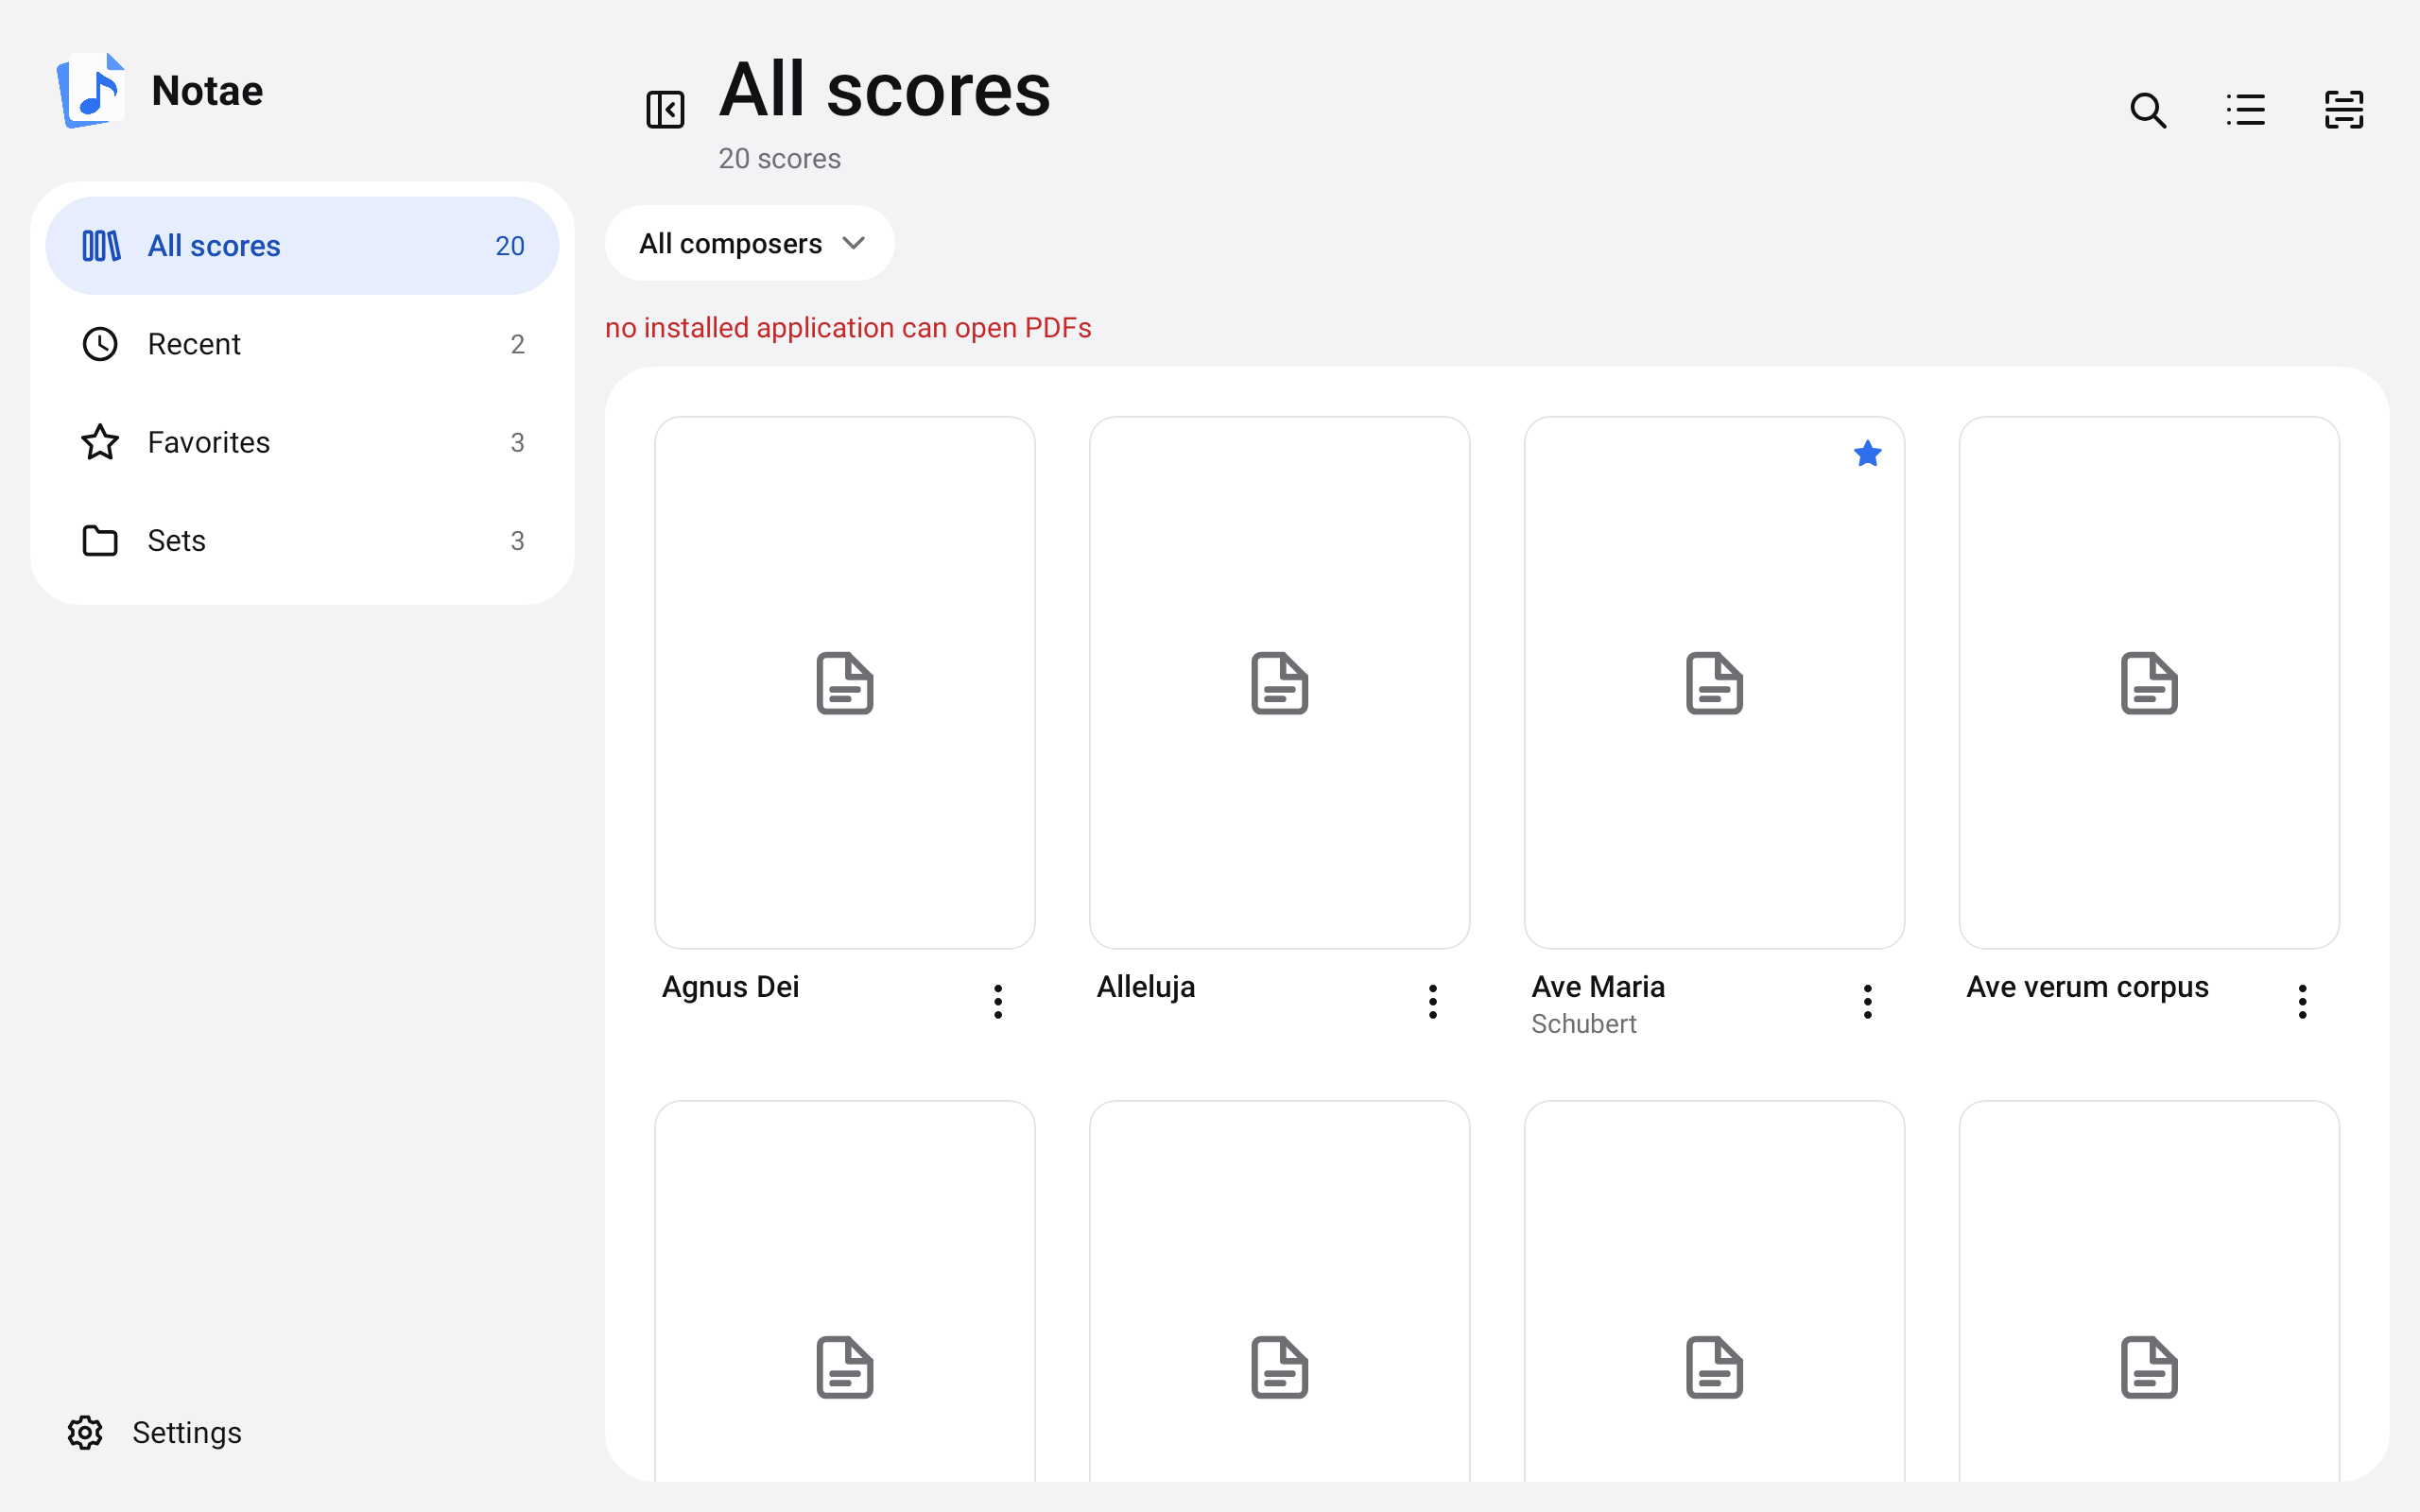 Notae
All scores 20
Recent 2
Favorites 3
Sets 3
Settings
All scores
20 scores
All composers
no installed application can open PDFs
Agnus Dei
Alleluja
Ave Maria
Schubert
Ave verum corpus